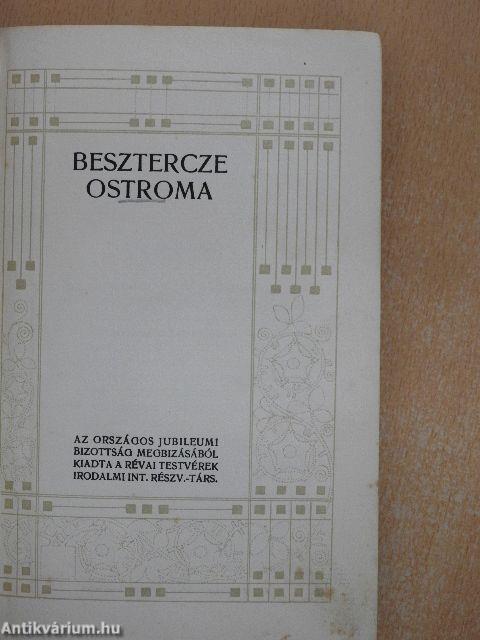 BESZTERCZE
OSTROMA
AZ ORSZÁGOS JUBILEUMI
BIZOTTSÁG MEGBIZÁSÁBÓL
KIADTA A RÉVAI TESTVÉREK
IRODALMI INT. RÉSZV.-TÁRS.
Antikvárium.hu